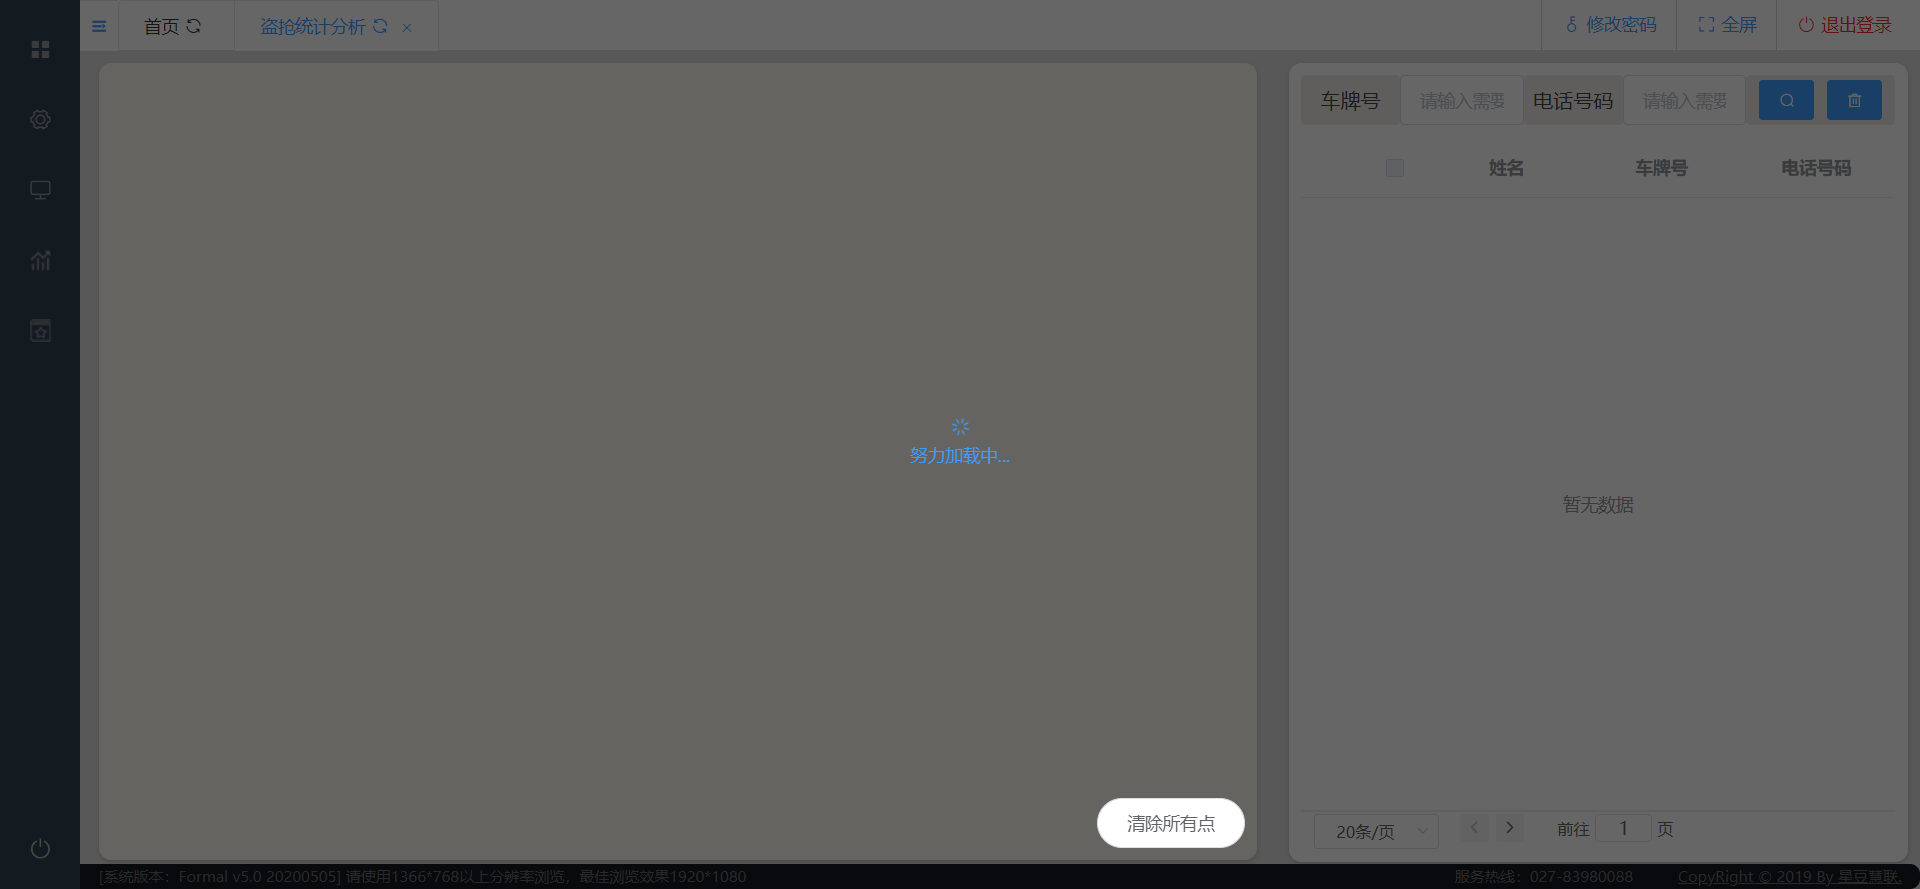 首页
盗抢统计分析
修改密码
全屏
退出登录
车牌号
请输入需要
电话号码
请输入需要
姓名 车牌号 电话号码
努力加载中...
暂无数据
清除所有点
20条/页
前往 1 页
[系统版本：Formal v5.0 20200505] 请使用1366*768以上分辨率浏览，最佳浏览效果1920*1080
服务热线：027-83980088
CopyRight © 2019 By 星豆慧联.